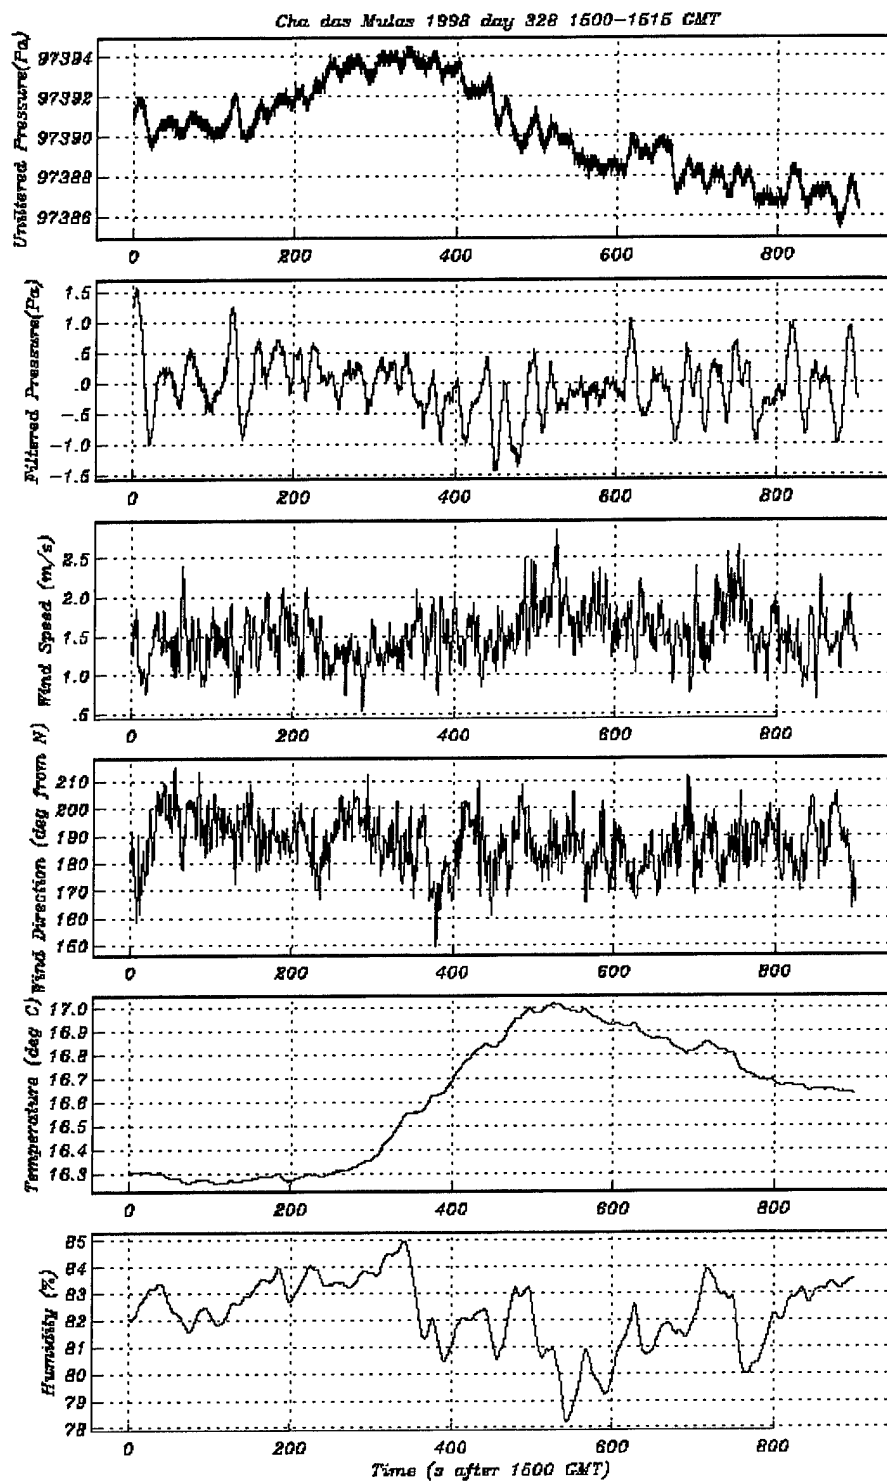 Cha das Mulas 1998 day 328 1500-1515 GMT
Unfiltered Pressure(Pa)
97394
97392
97390
97388
97386
0 200 400 600 800
Filtered Pressure(Pa)
1.5
1.0
.5
.0
-.5
-1.0
-1.5
0 200 400 600 800
Wind Speed (m/s)
2.5
2.0
1.5
1.0
.5
0 200 400 600 800
Wind Direction (deg from N)
210
200
190
180
170
160
150
0 200 400 600 800
Temperature (deg C)
17.0
16.9
16.8
16.7
16.6
16.5
16.4
16.3
0 200 400 600 800
Humidity (%)
85
84
83
82
81
80
79
78
0 200 400 600 800
Time (s after 1500 GMT)